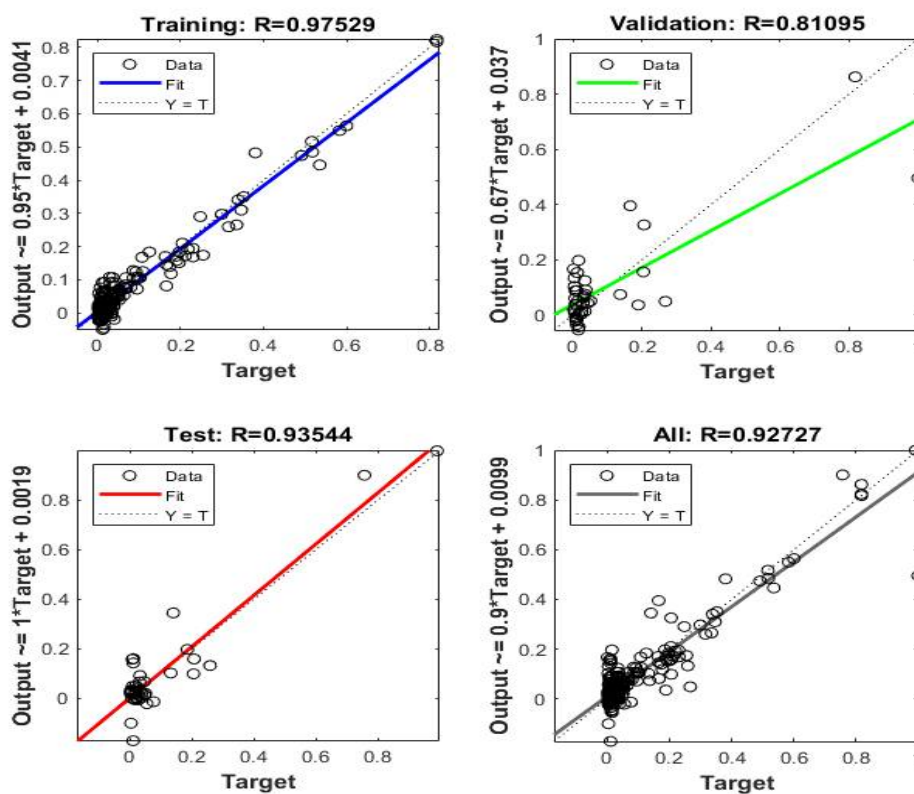 Training: R=0.97529
Output ~= 0.95*Target + 0.0041
0.8
0.7
0.6
0.5
0.4
0.3
0.2
0.1
0
Data
Fit
Y = T
0
0.2
0.4
0.6
0.8
Target
Validation: R=0.81095
Output ~= 0.67*Target + 0.037
1
0.8
0.6
0.4
0.2
0
Data
Fit
Y = T
0
0.2
0.4
0.6
0.8
Target
Test: R=0.93544
Output ~= 1*Target + 0.0019
1
0.8
0.6
0.4
0.2
0
Data
Fit
Y = T
0
0.2
0.4
0.6
0.8
Target
All: R=0.92727
Output ~= 0.9*Target + 0.0099
1
0.8
0.6
0.4
0.2
0
Data
Fit
Y = T
0
0.2
0.4
0.6
0.8
Target